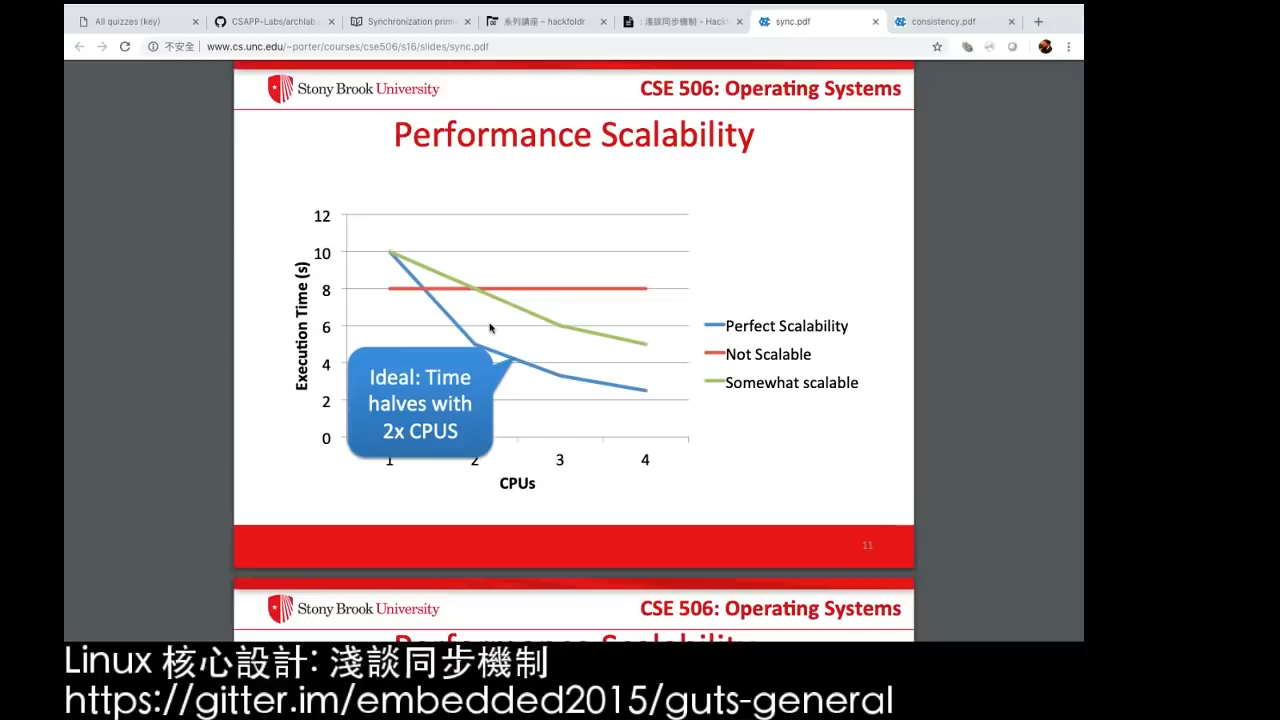 All quizzes (key)
CSAPP-Labs/archlab
Synchronization prim
系列講座 – hackfoldr
: 淺談同步機制 - Hack
sync.pdf
consistency.pdf
不安全 | www.cs.unc.edu/~porter/courses/cse506/s16/slides/sync.pdf
Stony Brook University
CSE 506: Operating Systems
Performance Scalability
12
10
8
6
4
2
0
Execution Time (s)
Ideal: Time
halves with
2x CPUS
1
2
3
4
CPUs
Perfect Scalability
Not Scalable
Somewhat scalable
11
Stony Brook University
CSE 506: Operating Systems
Performance Scalability
Linux 核心設計: 淺談同步機制
https://gitter.im/embedded2015/guts-general